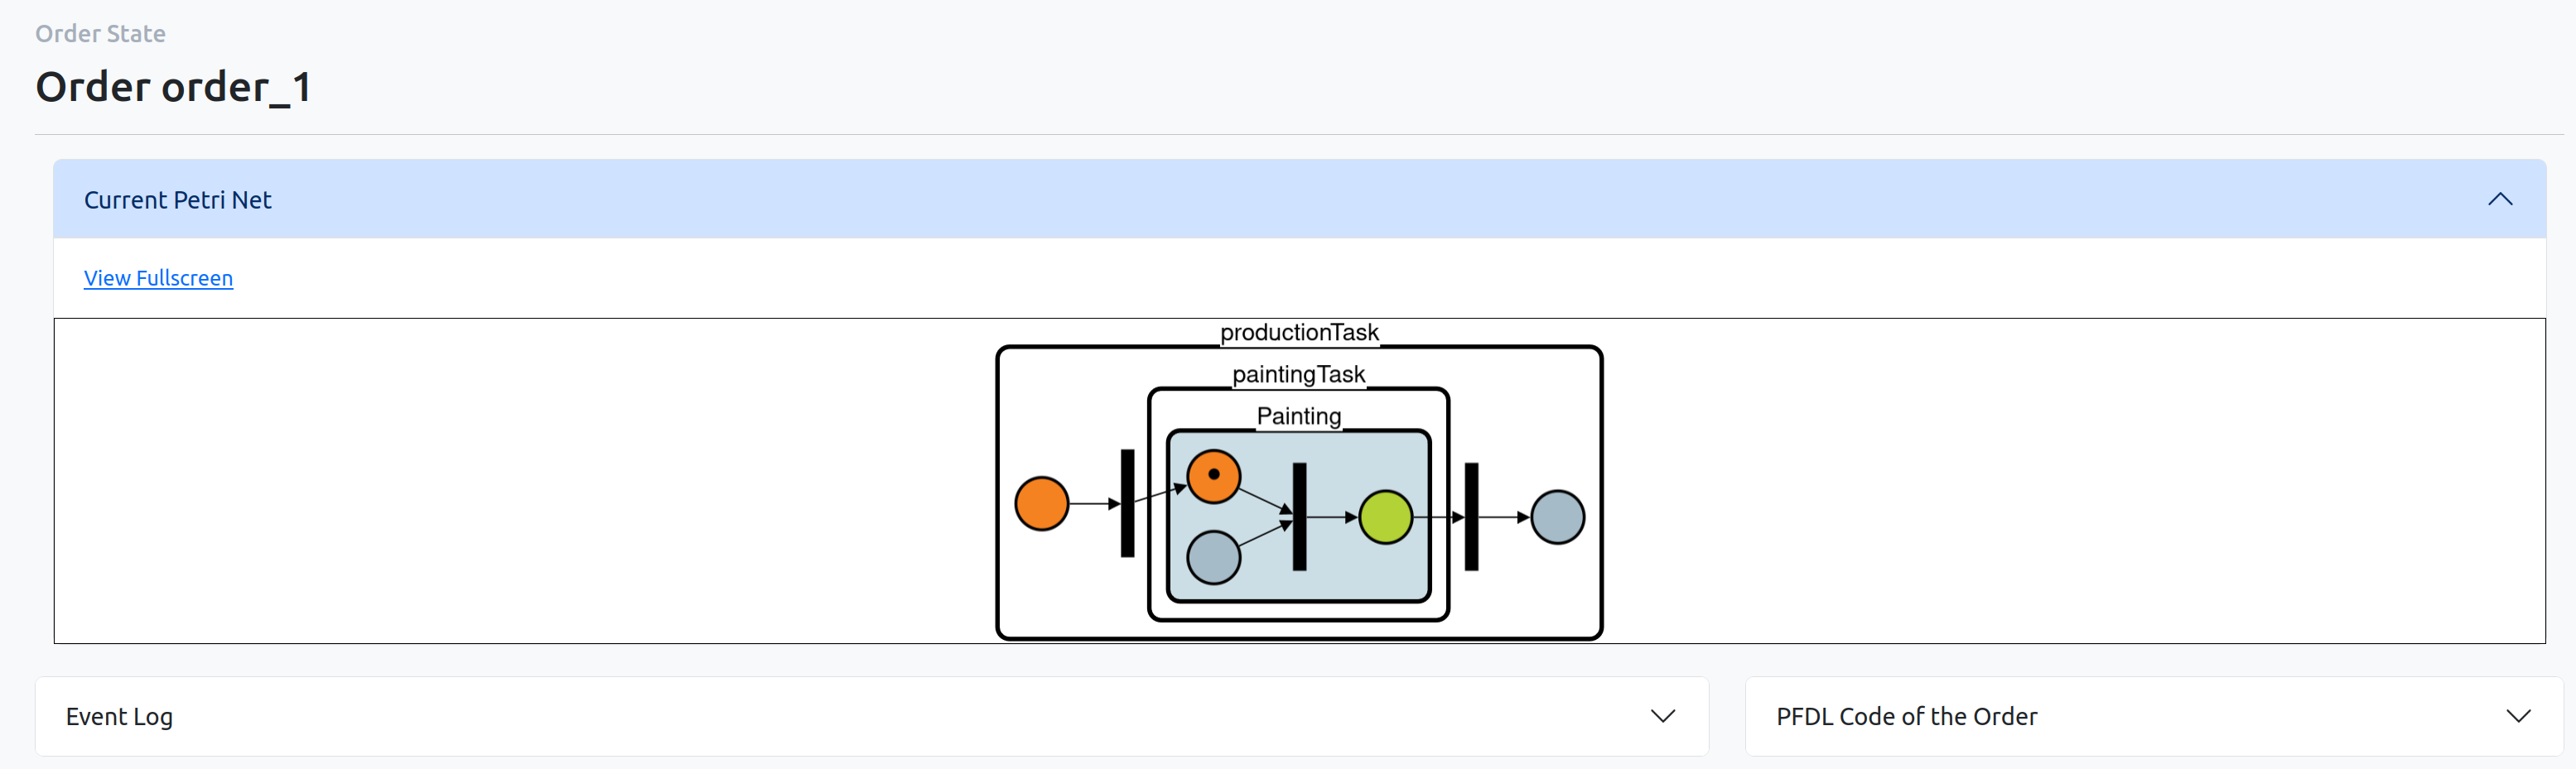 Order State
Order order_1
Current Petri Net
View Fullscreen
productionTask
paintingTask
Painting
Event Log
PFDL Code of the Order